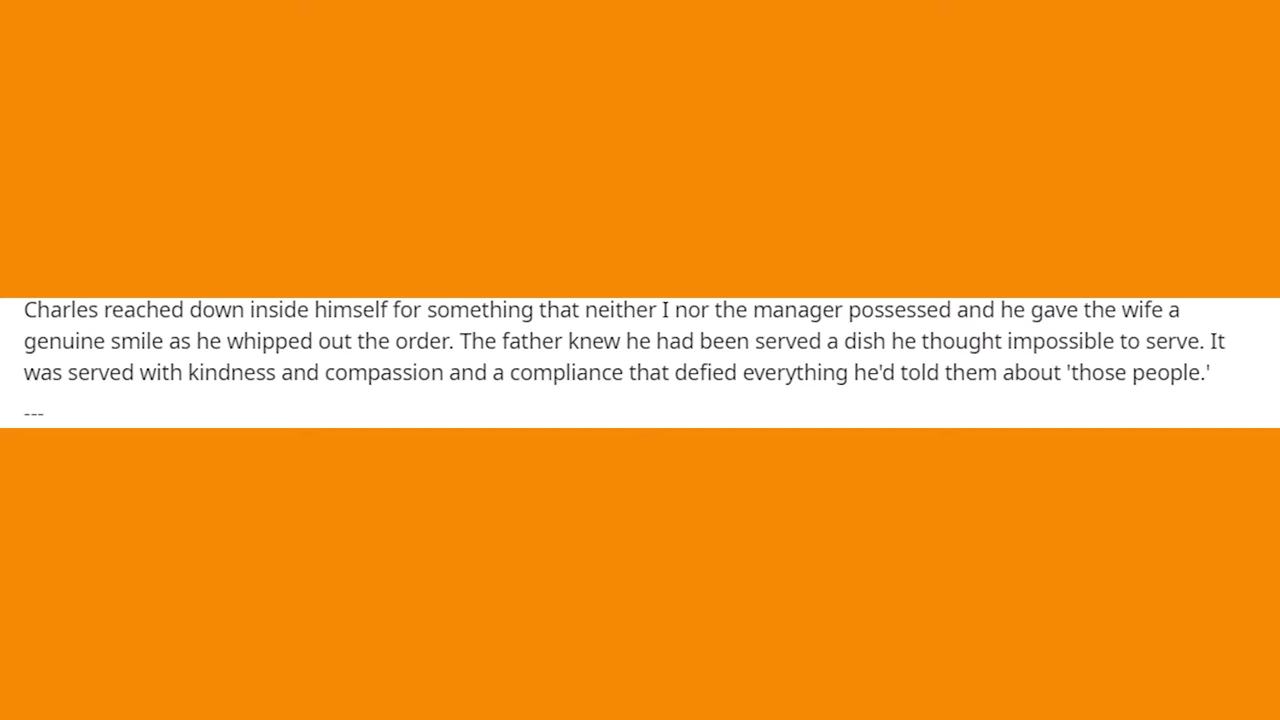 Charles reached down inside himself for something that neither I nor the manager possessed and he gave the wife a
genuine smile as he whipped out the order. The father knew he had been served a dish he thought impossible to serve. It
was served with kindness and compassion and a compliance that defied everything he'd told them about 'those people.'
---